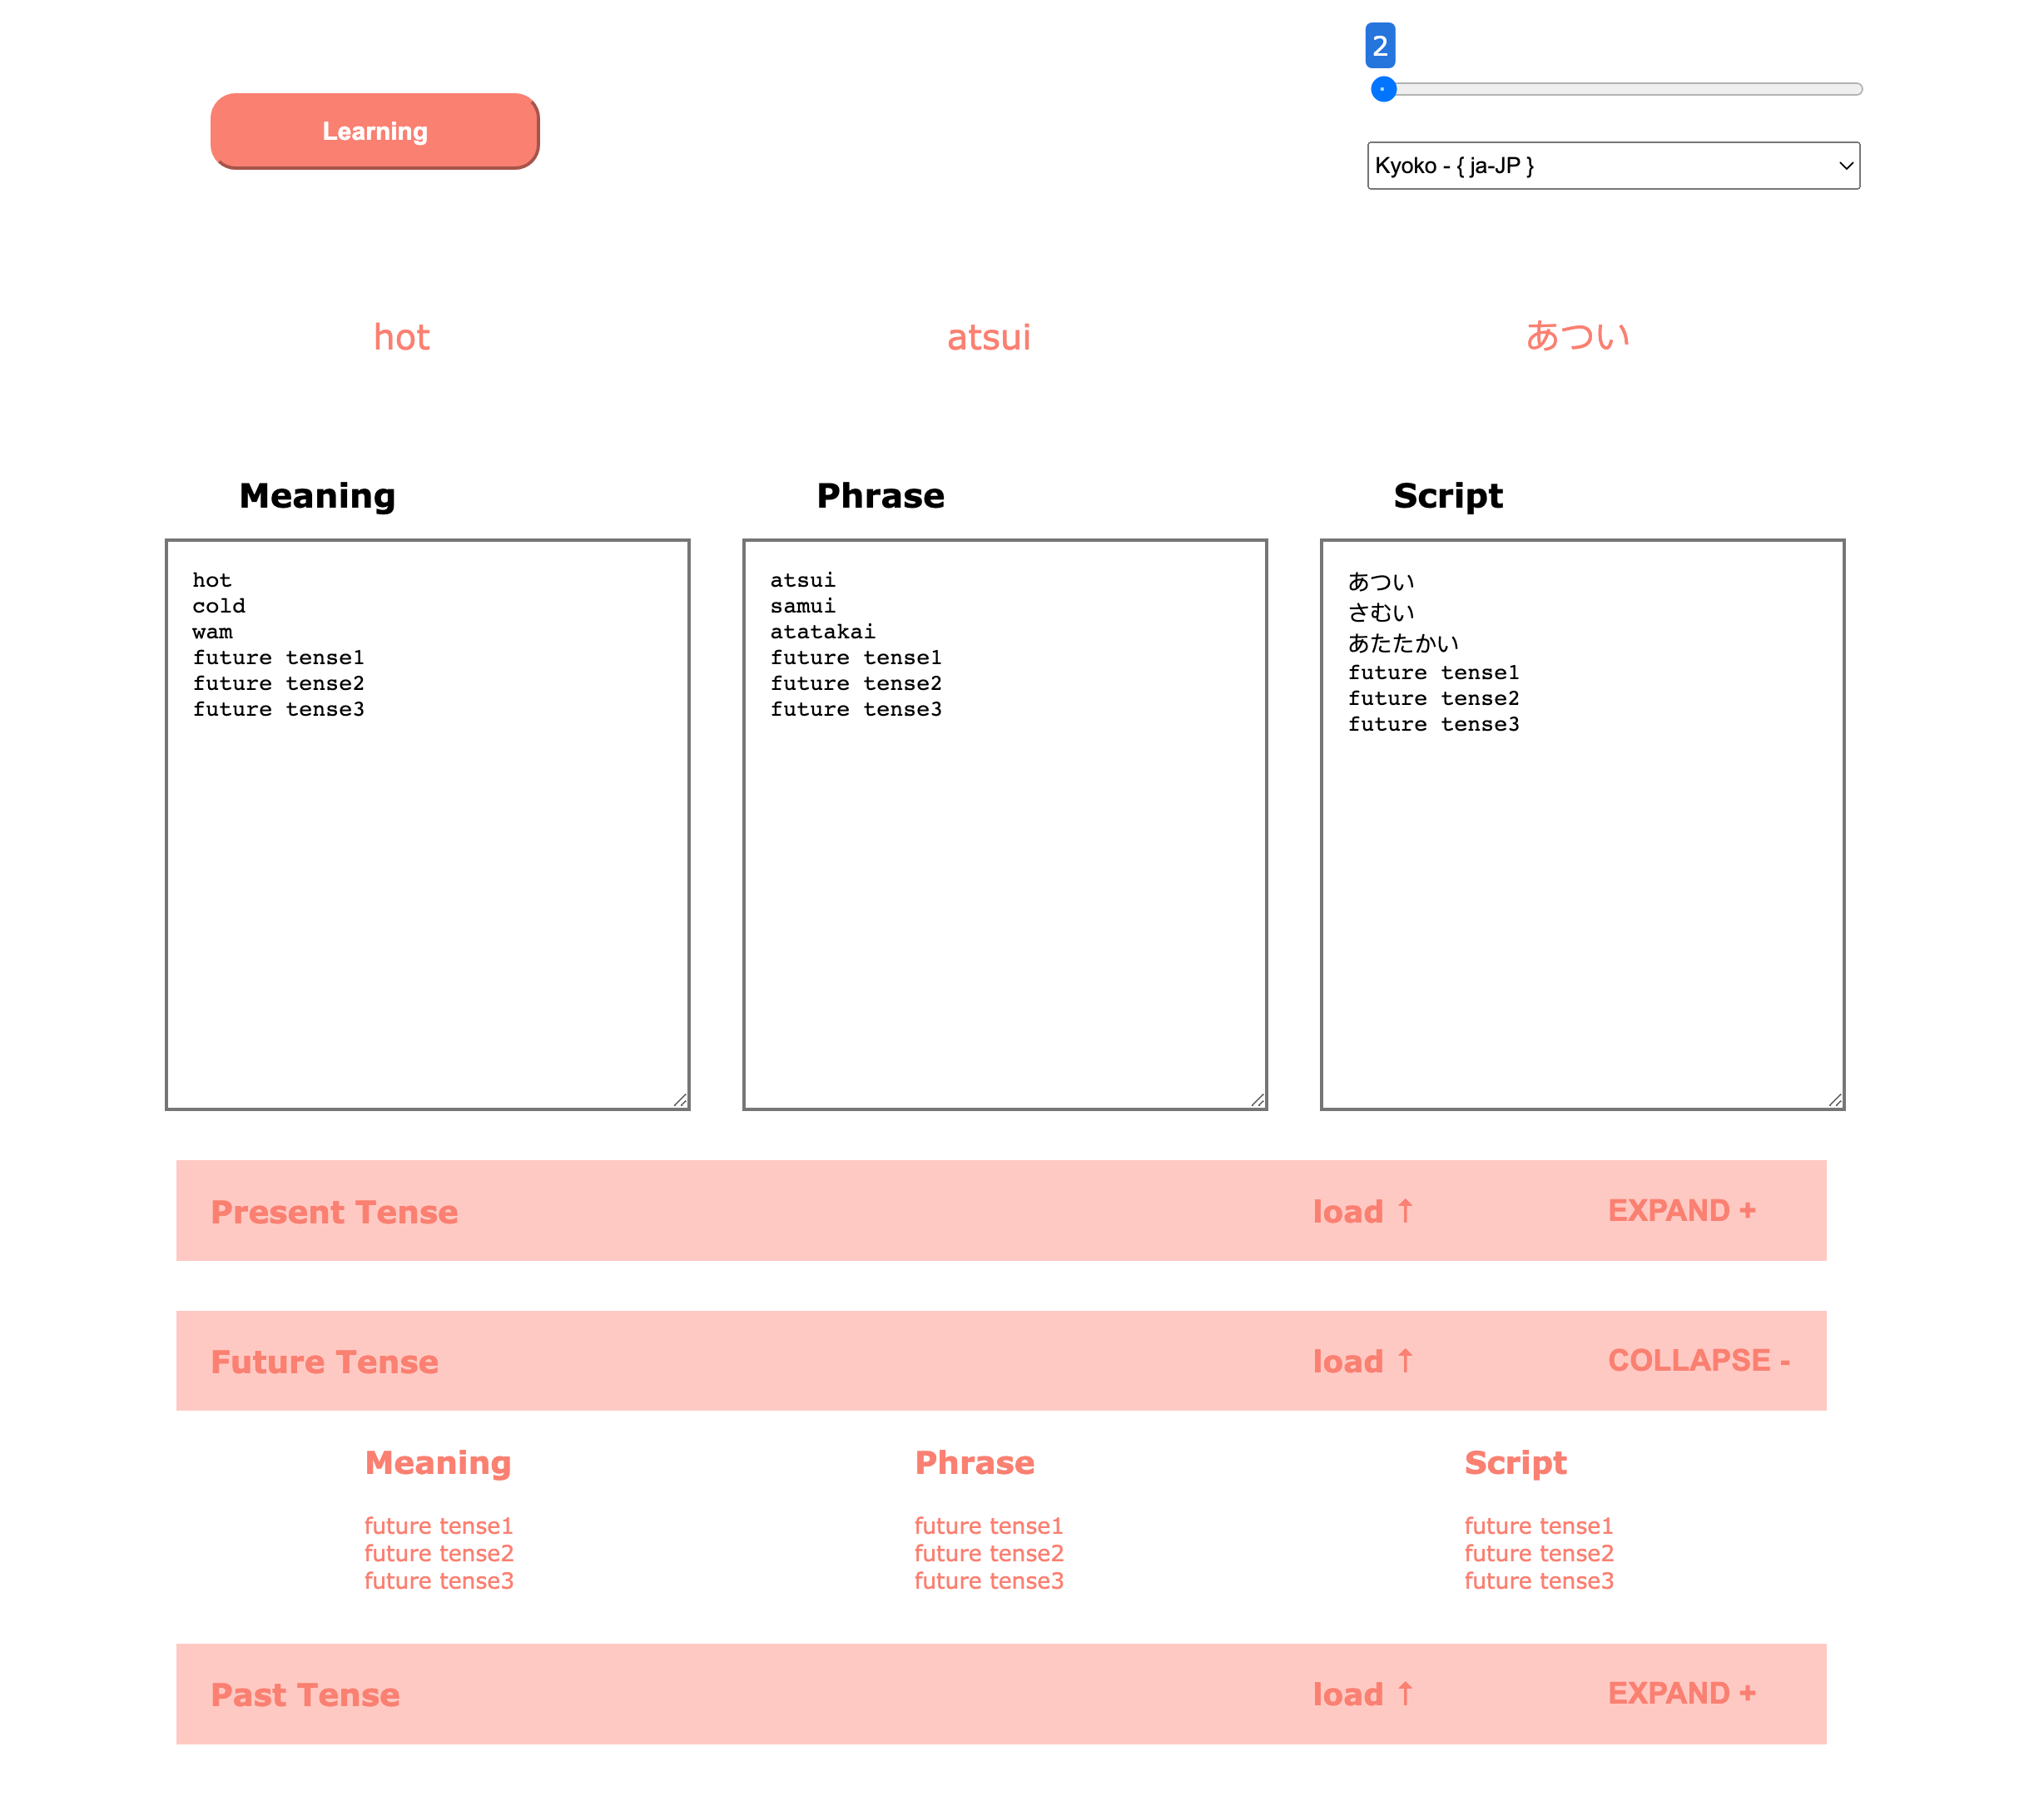 2
Learning
Kyoko - { ja-JP }
hot
atsui
あつい
Meaning
Phrase
Script
hot
cold
wam
future tense1
future tense2
future tense3
atsui
samui
atatakai
future tense1
future tense2
future tense3
あつい
さむい
あたたかい
future tense1
future tense2
future tense3
Present Tense
load ↑
EXPAND +
Future Tense
load ↑
COLLAPSE -
Meaning
Phrase
Script
future tense1
future tense2
future tense3
future tense1
future tense2
future tense3
future tense1
future tense2
future tense3
Past Tense
load ↑
EXPAND +